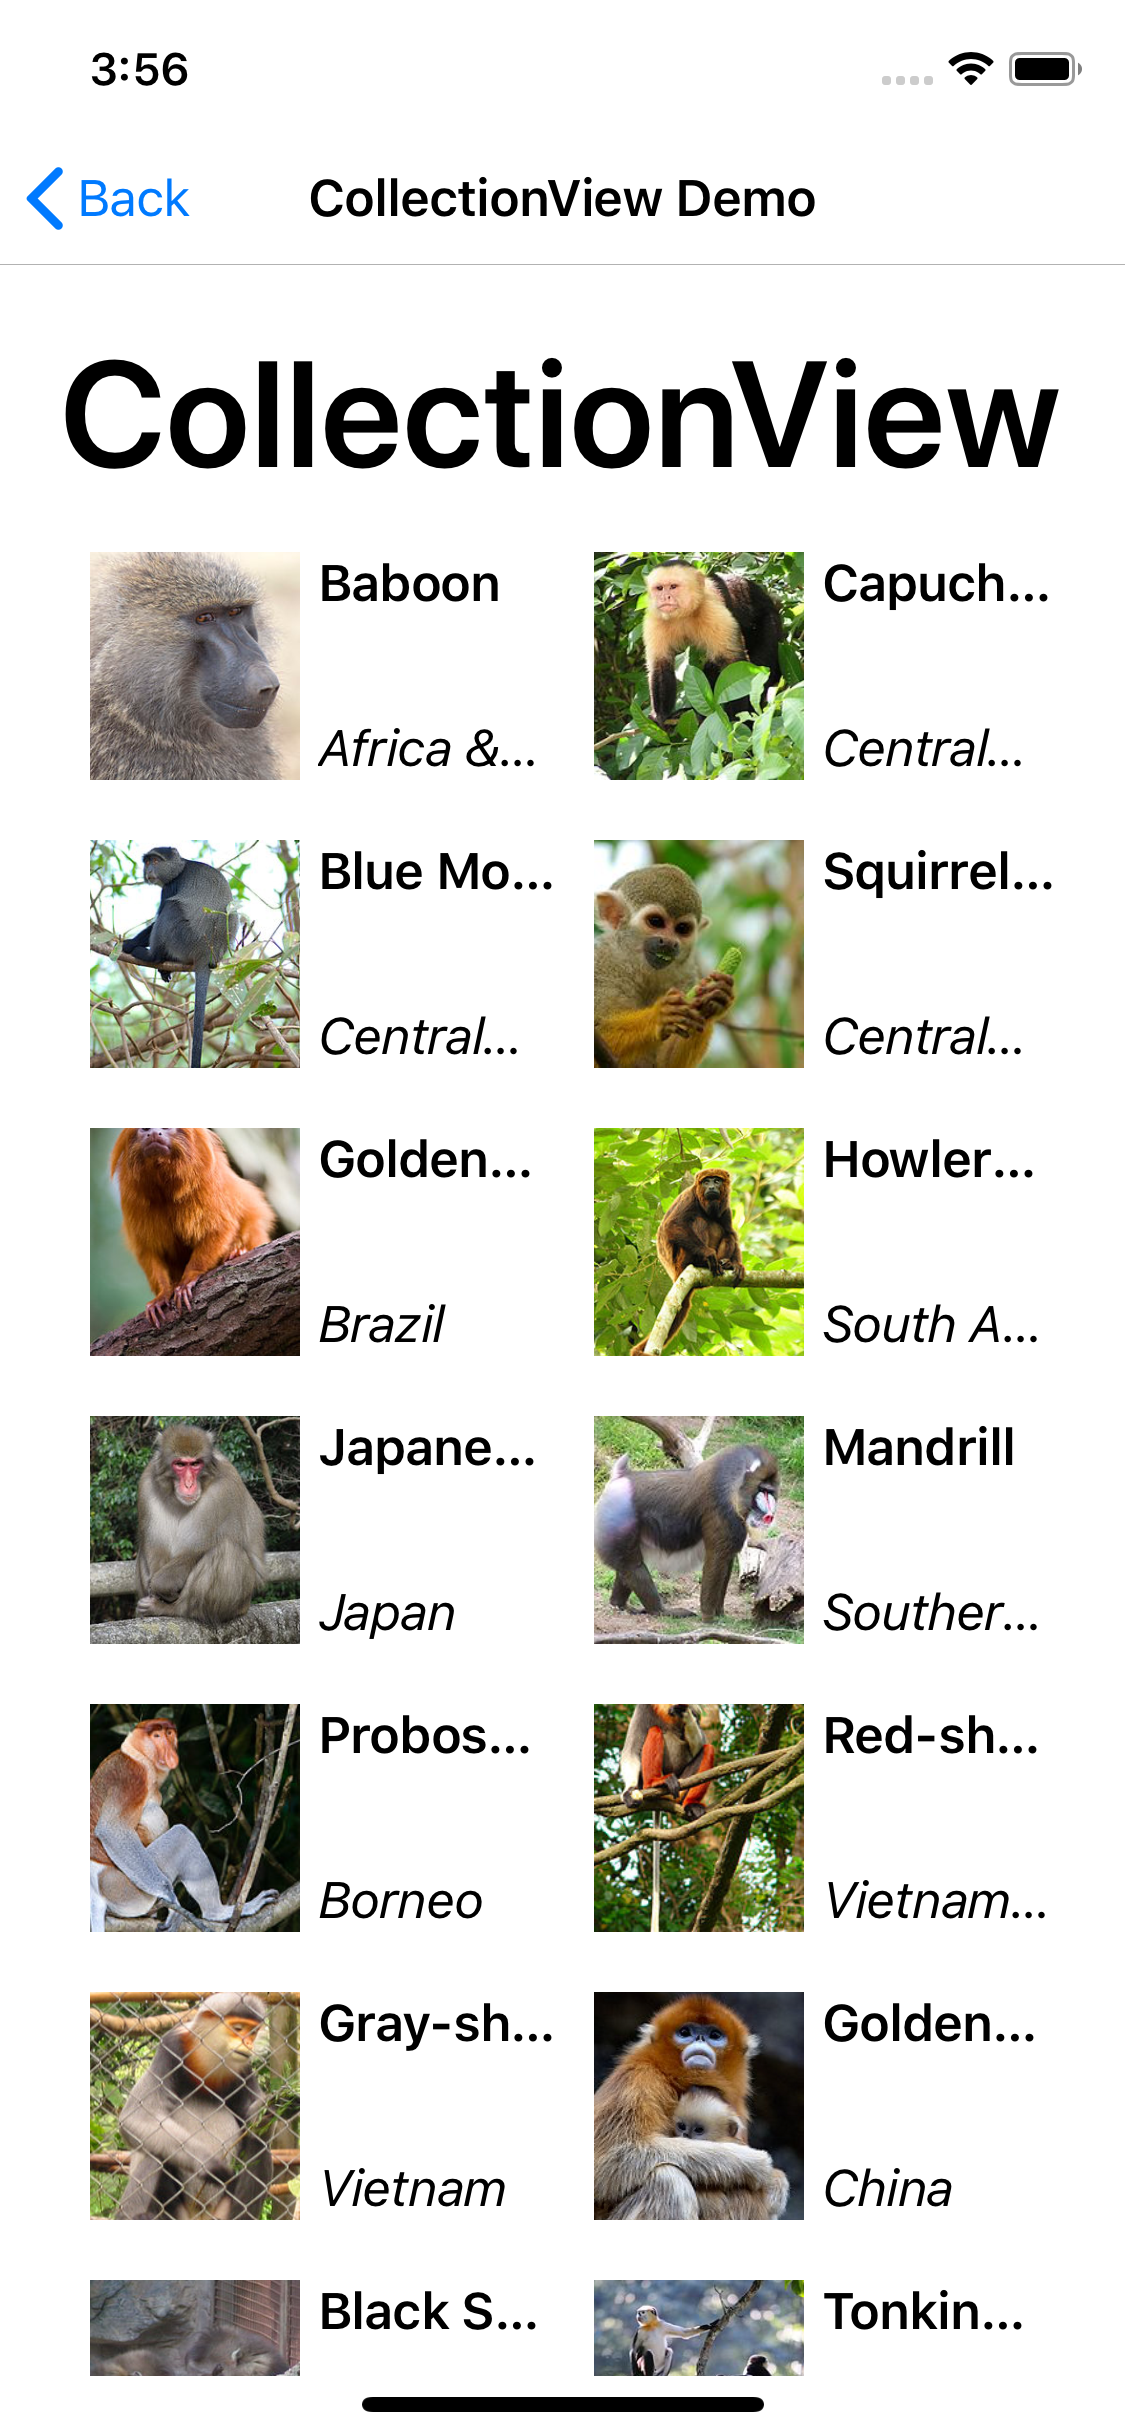 3:56
Back
CollectionView Demo
CollectionView
Baboon
Africa &...
Capuch...
Central...
Blue Mo...
Central...
Squirrel...
Central...
Golden...
Brazil
Howler...
South A...
Japane...
Japan
Mandrill
Souther...
Probos...
Borneo
Red-sh...
Vietnam...
Gray-sh...
Vietnam
Golden...
China
Black S...
Tonkin...